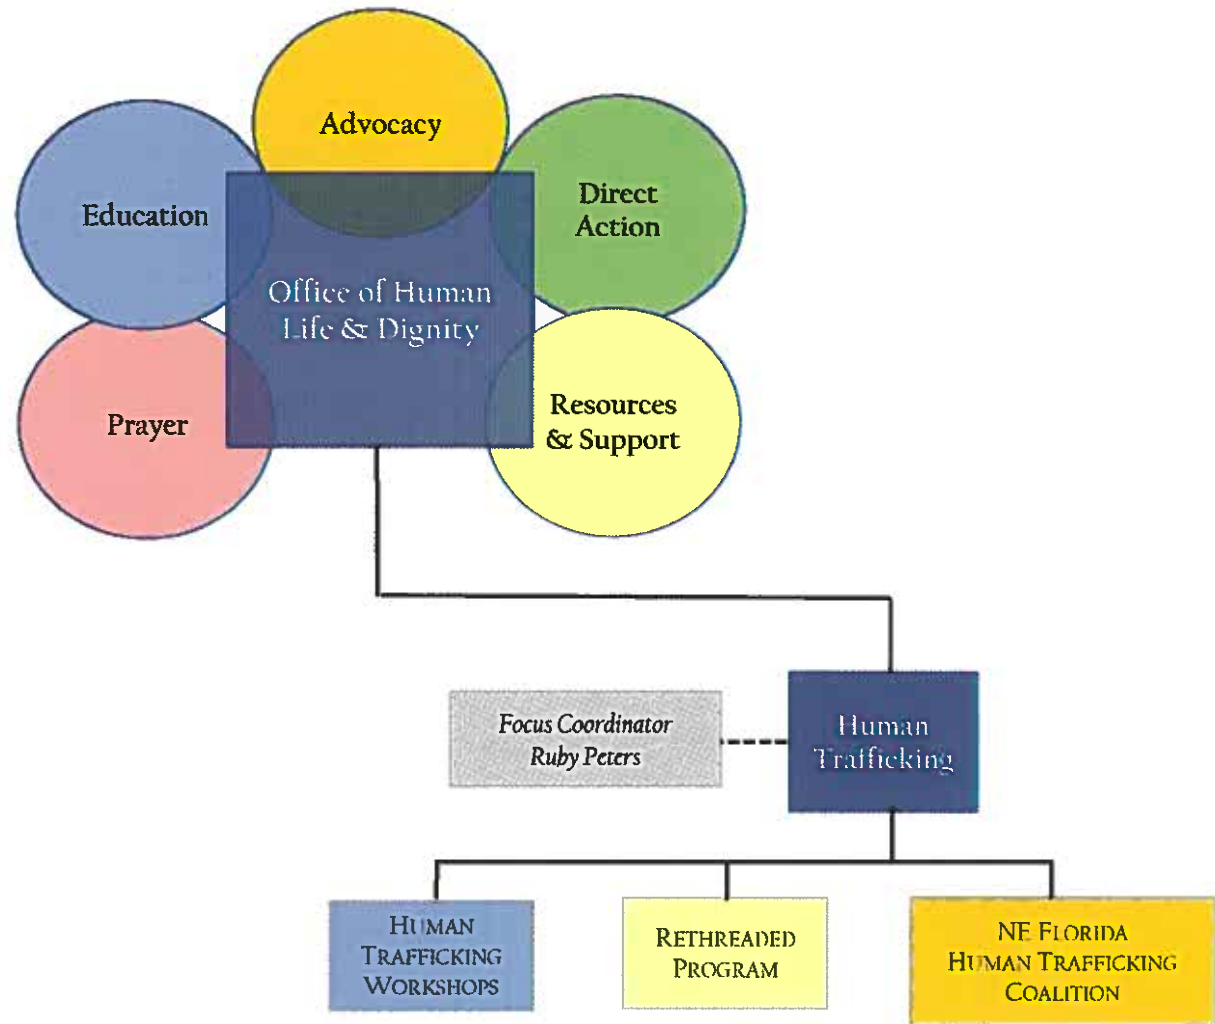 Advocacy
Education
Direct
Action
Office of Human
Life & Dignity
Prayer
Resources
& Support
Focus Coordinator
Ruby Peters
Human
Trafficking
HUMAN
TRAFFICKING
WORKSHOPS
RETHREADED
PROGRAM
NE FLORIDA
HUMAN TRAFFICKING
COALITION